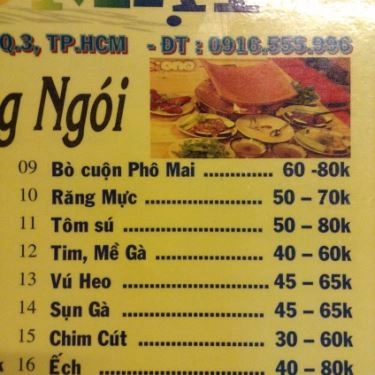 Q.3, TP.HCM - ĐT : 0916.555.996
g Ngói
09 Bò cuộn Phô Mai ............. 60 -80k
10 Răng Mực .......................... 50 – 70k
11 Tôm sú .............................. 50 – 80k
12 Tim, Mề Gà ........................ 40 – 60k
13 Vú Heo .............................. 45 – 65k
14 Sụn Gà .............................. 45 – 65k
15 Chim Cút ........................... 30 – 60k
k 16 Ếch .................................. 40 – 80k